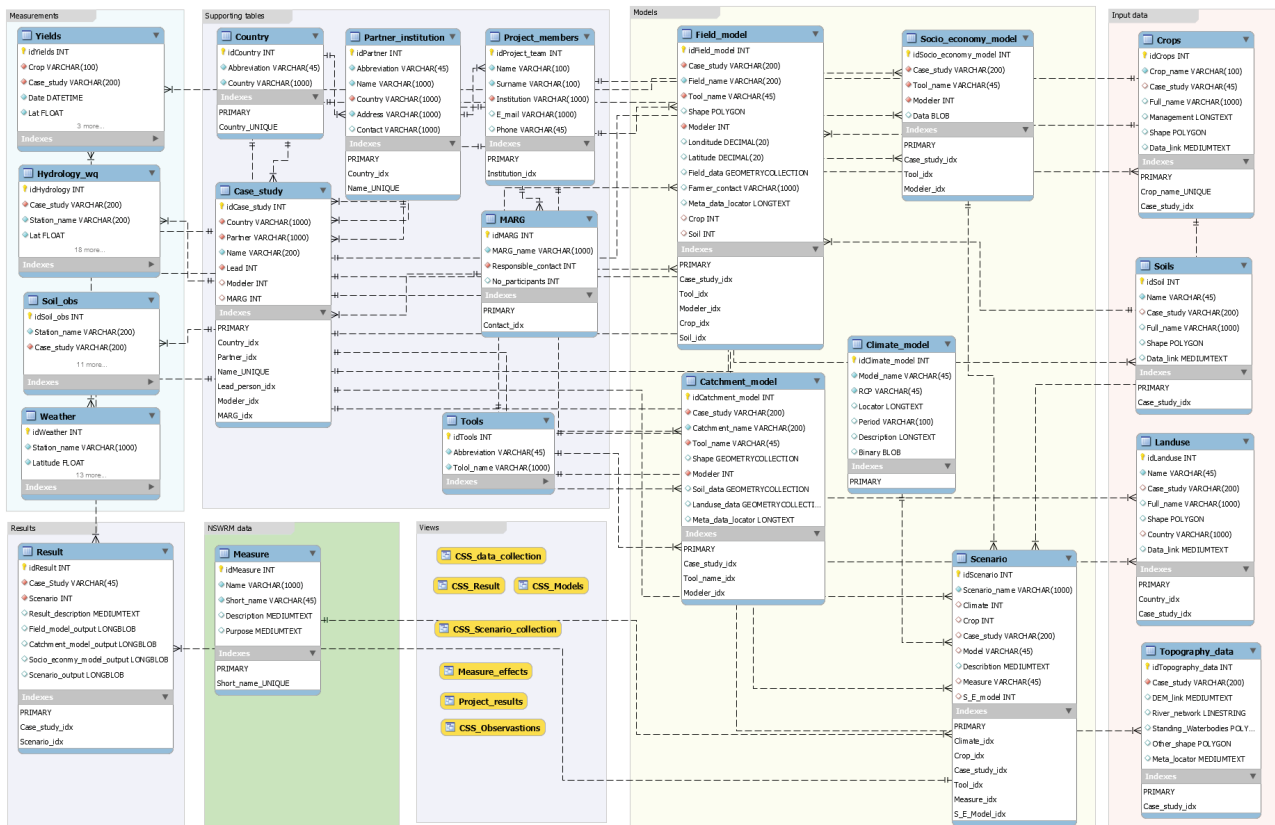 Measurements
Yields
idYields INT
Crop VARCHAR(100)
Case_study VARCHAR(200)
Date DATETIME
Lat FLOAT
3 more...
Indexes
Hydrology_wq
idHydrology INT
Case_study VARCHAR(200)
Station_name VARCHAR(200)
Lat FLOAT
18 more...
Indexes
Soil_obs
idSoil_obs INT
Station_name VARCHAR(200)
Case_study VARCHAR(200)
11 more...
Indexes
Weather
idWeather INT
Station_name VARCHAR(200)
Latitude FLOAT
13 more...
Indexes
Supporting tables
Country
idCountry INT
Abbreviation VARCHAR(45)
Country VARCHAR(1000)
Indexes
PRIMARY
Country_UNIQUE
Partner_institution
idPartner INT
Abbreviation VARCHAR(45)
Name VARCHAR(1000)
Country VARCHAR(1000)
Address VARCHAR(1000)
Contact VARCHAR(1000)
Indexes
PRIMARY
Country_idx
Name_UNIQUE
Project_members
idProject_team INT
Name VARCHAR(100)
Surname VARCHAR(100)
Institution VARCHAR(1000)
E_mail VARCHAR(1000)
Phone VARCHAR(45)
Indexes
PRIMARY
Institution_idx
Case_study
idCase_study INT
Country VARCHAR(1000)
Partner VARCHAR(1000)
Name VARCHAR(200)
Lead INT
Modeler INT
MARG INT
Indexes
PRIMARY
Country_idx
Partner_idx
Name_UNIQUE
Lead_person_idx
Modeler_idx
MARG_idx
MARG
idMARG INT
MARG_name VARCHAR(1000)
Responsible_contact INT
No_participants INT
Indexes
PRIMARY
Contact_idx
Tools
idTools INT
Abbreviation VARCHAR(45)
Tolol_name VARCHAR(1000)
Indexes
Models
Field_model
idField_model INT
Case_study VARCHAR(200)
Field_name VARCHAR(200)
Tool_name VARCHAR(45)
Shape POLYGON
Modeler INT
Londitude DECIMAL(20)
Latitude DECIMAL(20)
Field_data GEOMETRYCOLLECTION
Farmer_contact VARCHAR(1000)
Meta_data_locator LONGTEXT
Crop INT
Soil INT
Indexes
PRIMARY
Case_study_idx
Tool_idx
Modeler_idx
Crop_idx
Soil_idx
Socio_economy_model
idSocio_economy_model INT
Case_study VARCHAR(200)
Tool_name VARCHAR(45)
Modeler INT
Data BLOB
Indexes
PRIMARY
Case_study_idx
Tool_idx
Modeler_idx
Climate_model
idClimate_model INT
Model_name VARCHAR(45)
RCP VARCHAR(45)
Locator LONGTEXT
Period VARCHAR(100)
Description LONGTEXT
Binary BLOB
Indexes
PRIMARY
Catchment_model
idCatchment_model INT
Case_study VARCHAR(200)
Catchment_name VARCHAR(200)
Tool_name VARCHAR(45)
Shape GEOMETRYCOLLECTION
Modeler INT
Soil_data GEOMETRYCOLLECTION
Landuse_data GEOMETRYCOLLECTI...
Meta_data_locator LONGTEXT
Indexes
PRIMARY
Case_study_idx
Tool_name_idx
Modeler_idx
Scenario
idScenario INT
Scenario_name VARCHAR(1000)
Climate INT
Crop INT
Case_study VARCHAR(200)
Model VARCHAR(45)
Describtion MEDIUMTEXT
Measure VARCHAR(45)
S_E_model INT
Indexes
PRIMARY
Climate_idx
Crop_idx
Case_study_idx
Tool_idx
Measure_idx
S_E_Model_idx
Input data
Crops
idCrops INT
Crop_name VARCHAR(100)
Case_study VARCHAR(45)
Full_name VARCHAR(1000)
Management LONGTEXT
Shape POLYGON
Data_link MEDIUMTEXT
Indexes
PRIMARY
Crop_name_UNIQUE
Case_study_idx
Soils
idSoil INT
Name VARCHAR(45)
Case_study VARCHAR(200)
Full_name VARCHAR(1000)
Shape POLYGON
Data_link MEDIUMTEXT
Indexes
PRIMARY
Case_study_idx
Landuse
idLanduse INT
Name VARCHAR(45)
Case_study VARCHAR(200)
Full_name VARCHAR(1000)
Shape POLYGON
Country VARCHAR(1000)
Data_link MEDIUMTEXT
Indexes
PRIMARY
Country_idx
Case_study_idx
Topography_data
idTopography_data INT
Case_study VARCHAR(200)
DEM_link MEDIUMTEXT
River_network LINESTRING
Standing_Waterbodies POLY...
Other_shape POLYGON
Meta_locator MEDIUMTEXT
Indexes
PRIMARY
Case_study_idx
Results
Result
idResult INT
Case_Study VARCHAR(45)
Scenario INT
Result_description MEDIUMTEXT
Field_model_output LONGBLOB
Catchment_model_output LONGBLOB
Socio_econmy_model_output LONGBLOB
Scenario_output LONGBLOB
Indexes
PRIMARY
Case_study_idx
Scenario_idx
NSWRM data
Measure
idMeasure INT
Name VARCHAR(1000)
Short_name VARCHAR(45)
Description MEDIUMTEXT
Purpose MEDIUMTEXT
Indexes
PRIMARY
Short_name_UNIQUE
Views
CSS_data_collection
CSS_Result
CSS_Models
CSS_Scenario_collection
Measure_effects
Project_results
CSS_Observastions